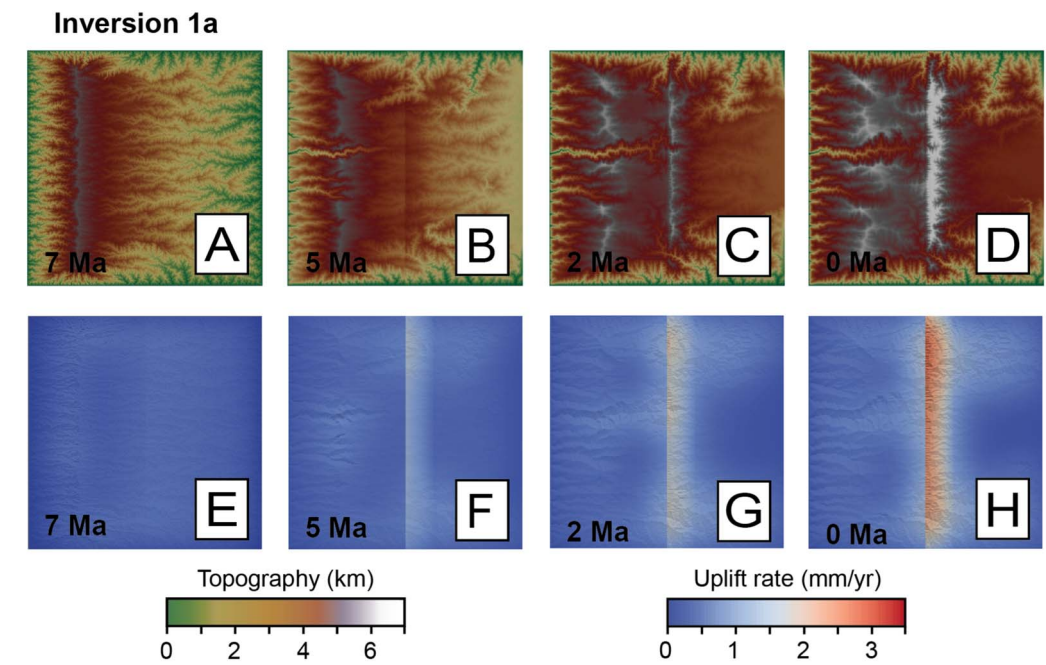 Inversion 1a
7 Ma
A
5 Ma
B
2 Ma
C
0 Ma
D
7 Ma
E
5 Ma
F
2 Ma
G
0 Ma
H
Topography (km)
0 2 4 6
Uplift rate (mm/yr)
0 1 2 3